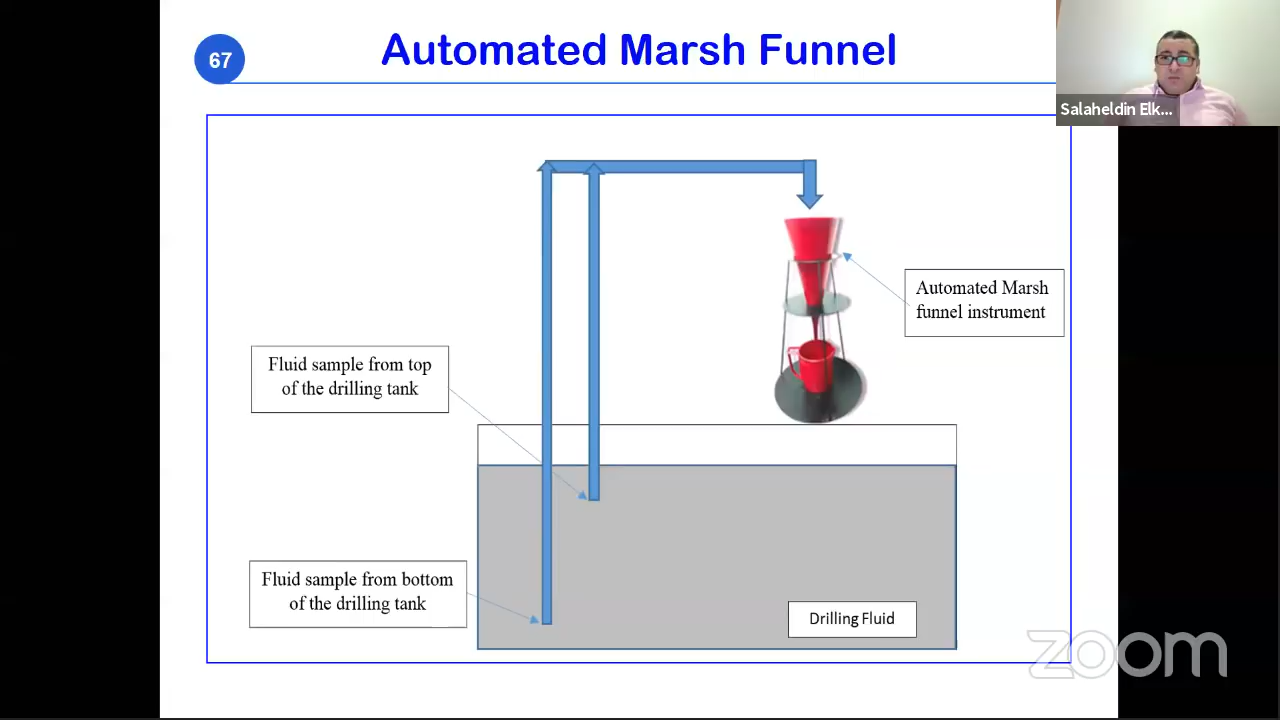 67
Automated Marsh Funnel
Salaheldin Elk...
Automated Marsh
funnel instrument
Fluid sample from top
of the drilling tank
Fluid sample from bottom
of the drilling tank
Drilling Fluid
zoom